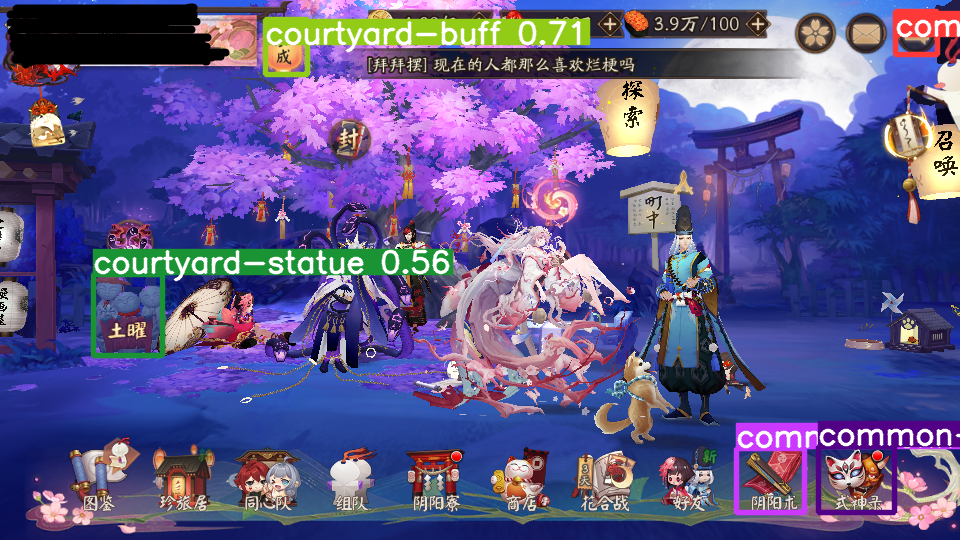 courtyard-buff 0.71
3.9万/100
com
成
[拜拜摆] 现在的人都那么喜欢烂梗吗
探索
封
召唤
町中
courtyard-statue 0.56
土曜
comm
common-
新
图鉴
珍旅居
同心队
组队
阴阳寮
商店
花合战
好友
阴阳术
式神录